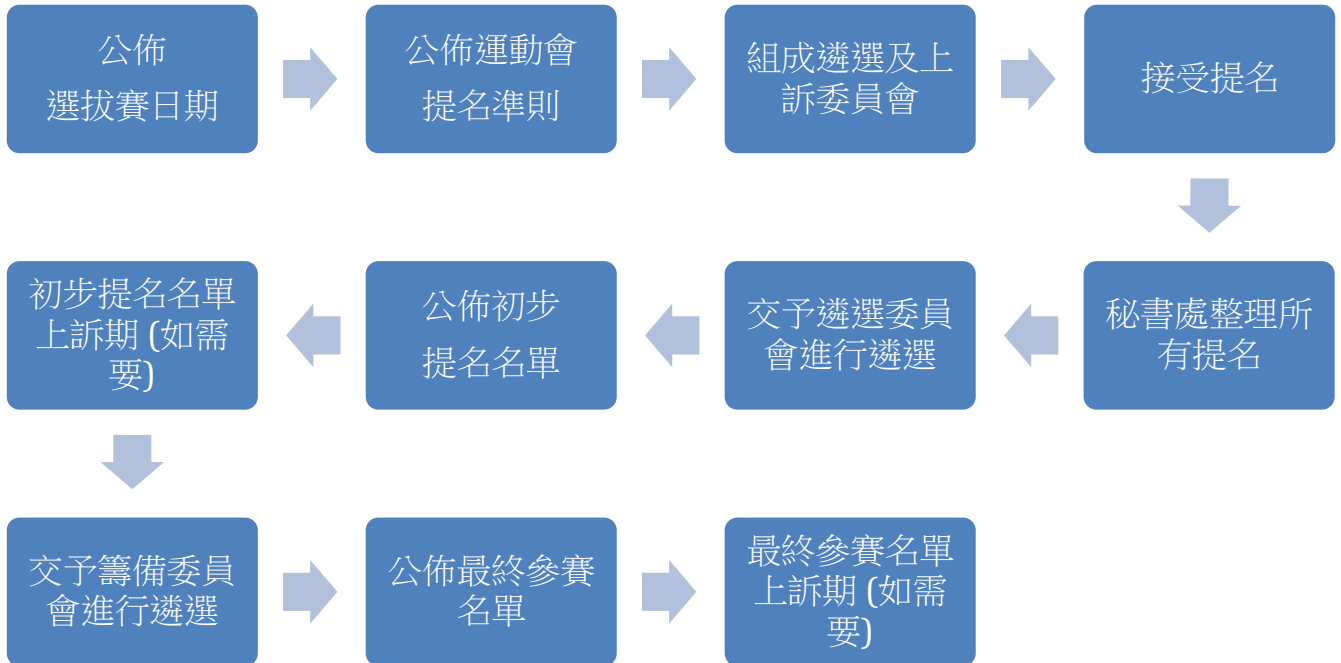 公佈
選拔賽日期
公佈運動會
提名準則
組成遴選及上
訴委員會
接受提名
秘書處整理所
有提名
交予遴選委員
會進行遴選
公佈初步
提名名單
初步提名名單
上訴期 (如需
要)
交予籌備委員
會進行遴選
公佈最終參賽
名單
最終參賽名單
上訴期 (如需
要)